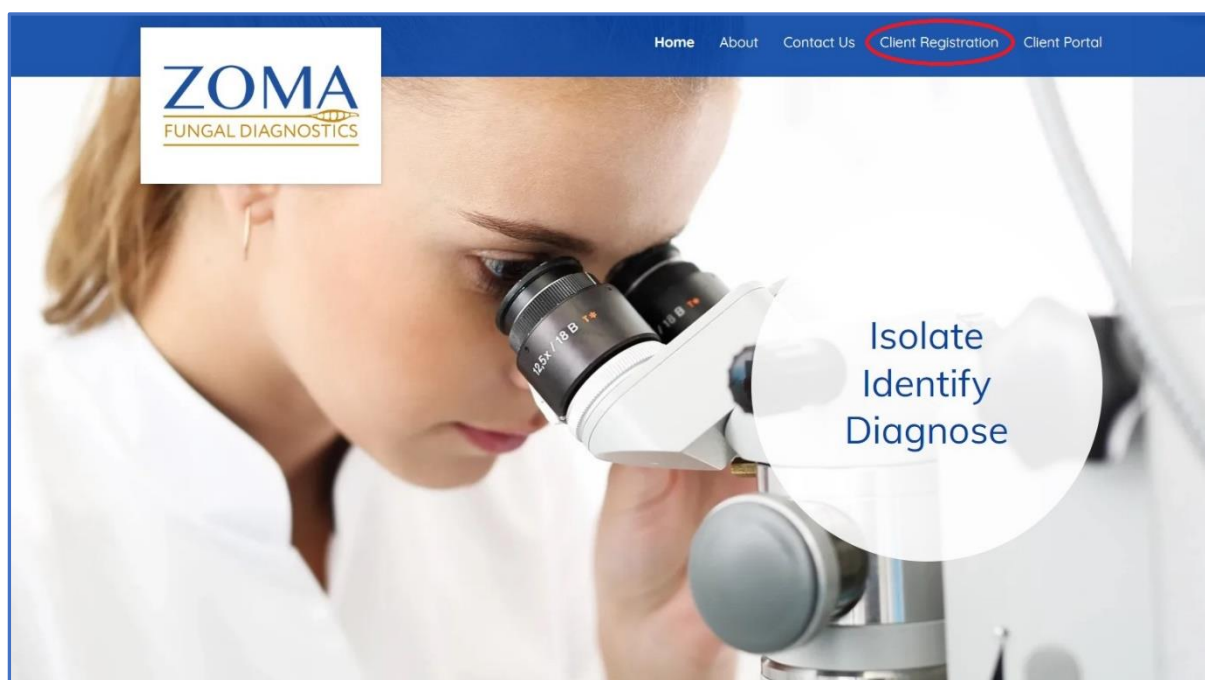 Home About Contact Us Client Registration Client Portal
ZOMA
FUNGAL DIAGNOSTICS
12,5x / 18 B T
/ 18 B T
Isolate
Identify
Diagnose